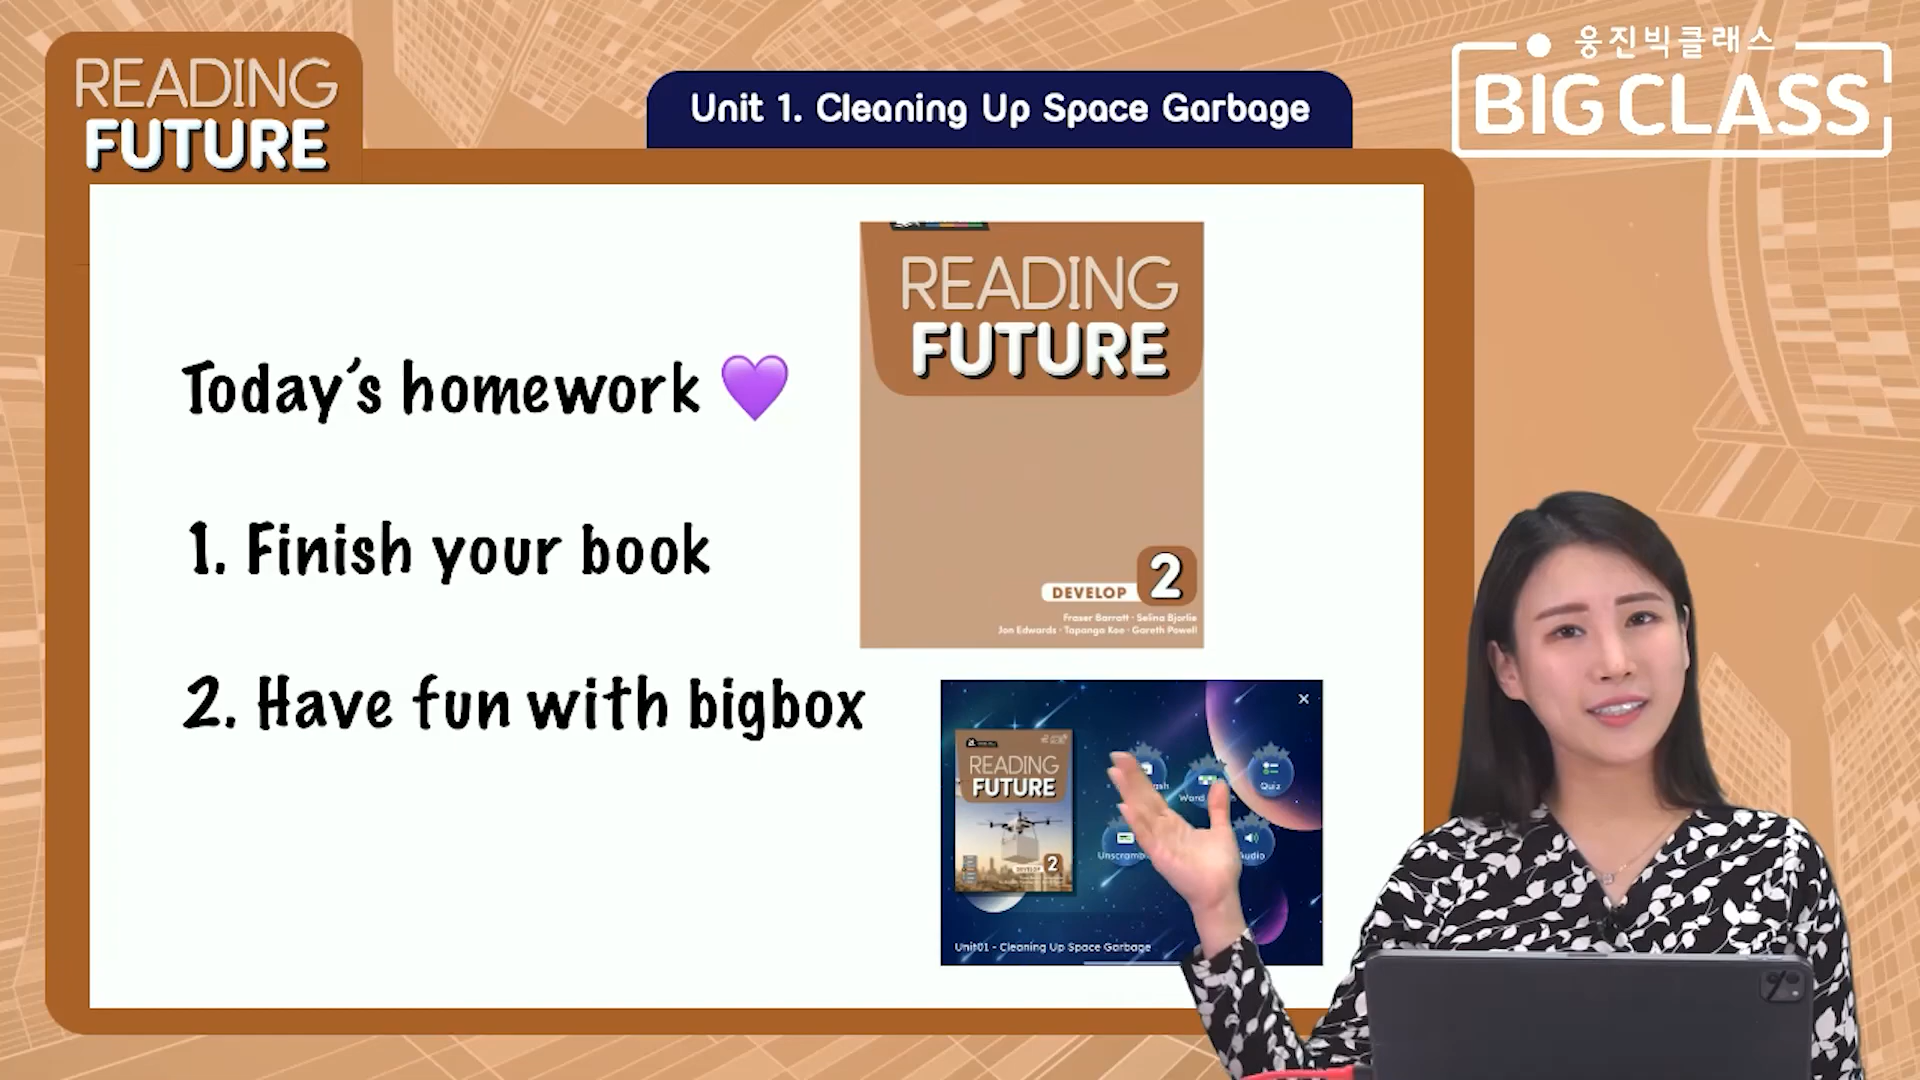 READING
FUTURE
Unit 1. Cleaning Up Space Garbage
웅진빅클래스
BIG CLASS
Today's homework 💜
1. Finish your book
2. Have fun with bigbox
READING
FUTURE
DEVELOP 2
Fraser Barratt · Selina Bjorlie
Jon Edwards · Tapanga Koe · Gareth Powell
READING
FUTURE
2
Word
Quiz
Unit01 - Cleaning Up Space Garbage